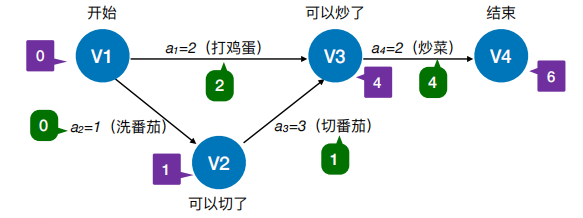 开始
可以炒了
结束
0
V1
a₁=2（打鸡蛋）
2
V3
4
a₄=2（炒菜）
4
V4
6
0
a₂=1（洗番茄）
a₃=3（切番茄）
1
1
V2
可以切了